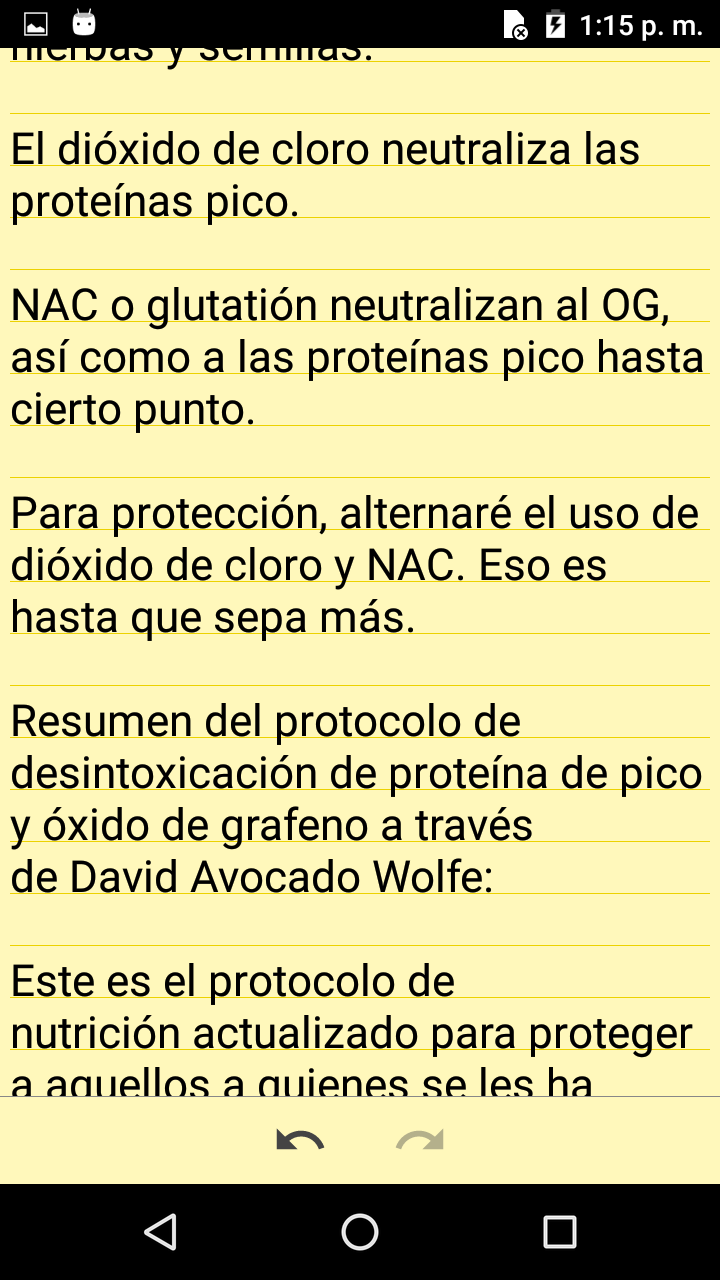 1:15 p. m.
hierbas y semillas.
El dióxido de cloro neutraliza las
proteínas pico.
NAC o glutatión neutralizan al OG,
así como a las proteínas pico hasta
cierto punto.
Para protección, alternaré el uso de
dióxido de cloro y NAC. Eso es
hasta que sepa más.
Resumen del protocolo de
desintoxicación de proteína de pico
y óxido de grafeno a través
de David Avocado Wolfe:
Este es el protocolo de
nutrición actualizado para proteger
a aquellos a quienes se les ha